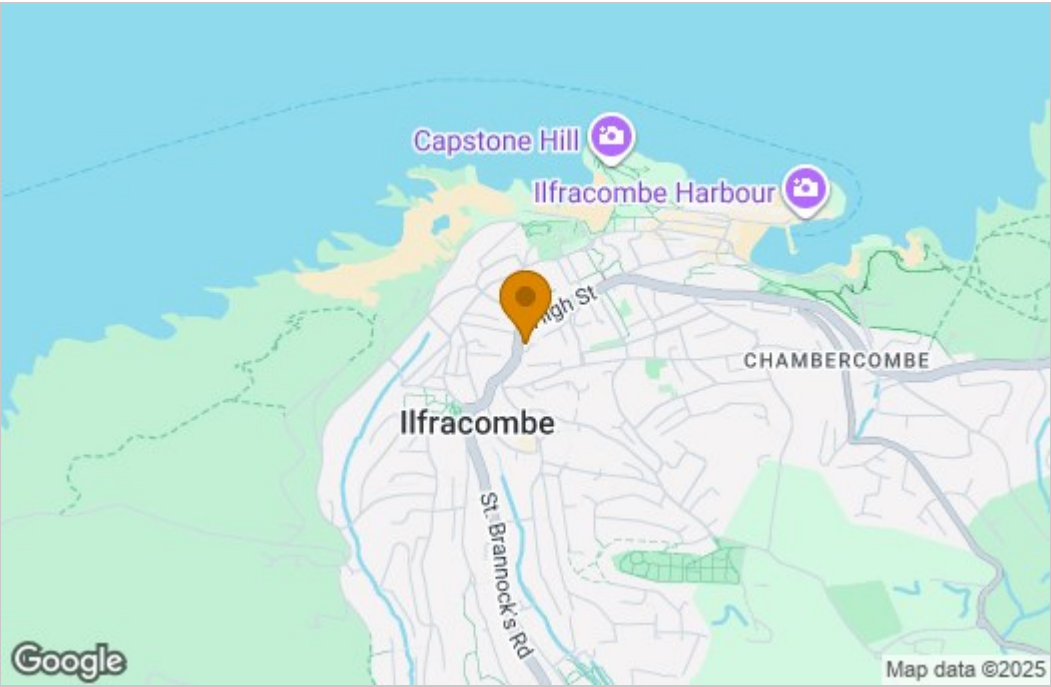 Capstone Hill
Ilfracombe Harbour
High St
CHAMBERCOMBE
Ilfracombe
St. Brannock's Rd
Google
Map data ©2025